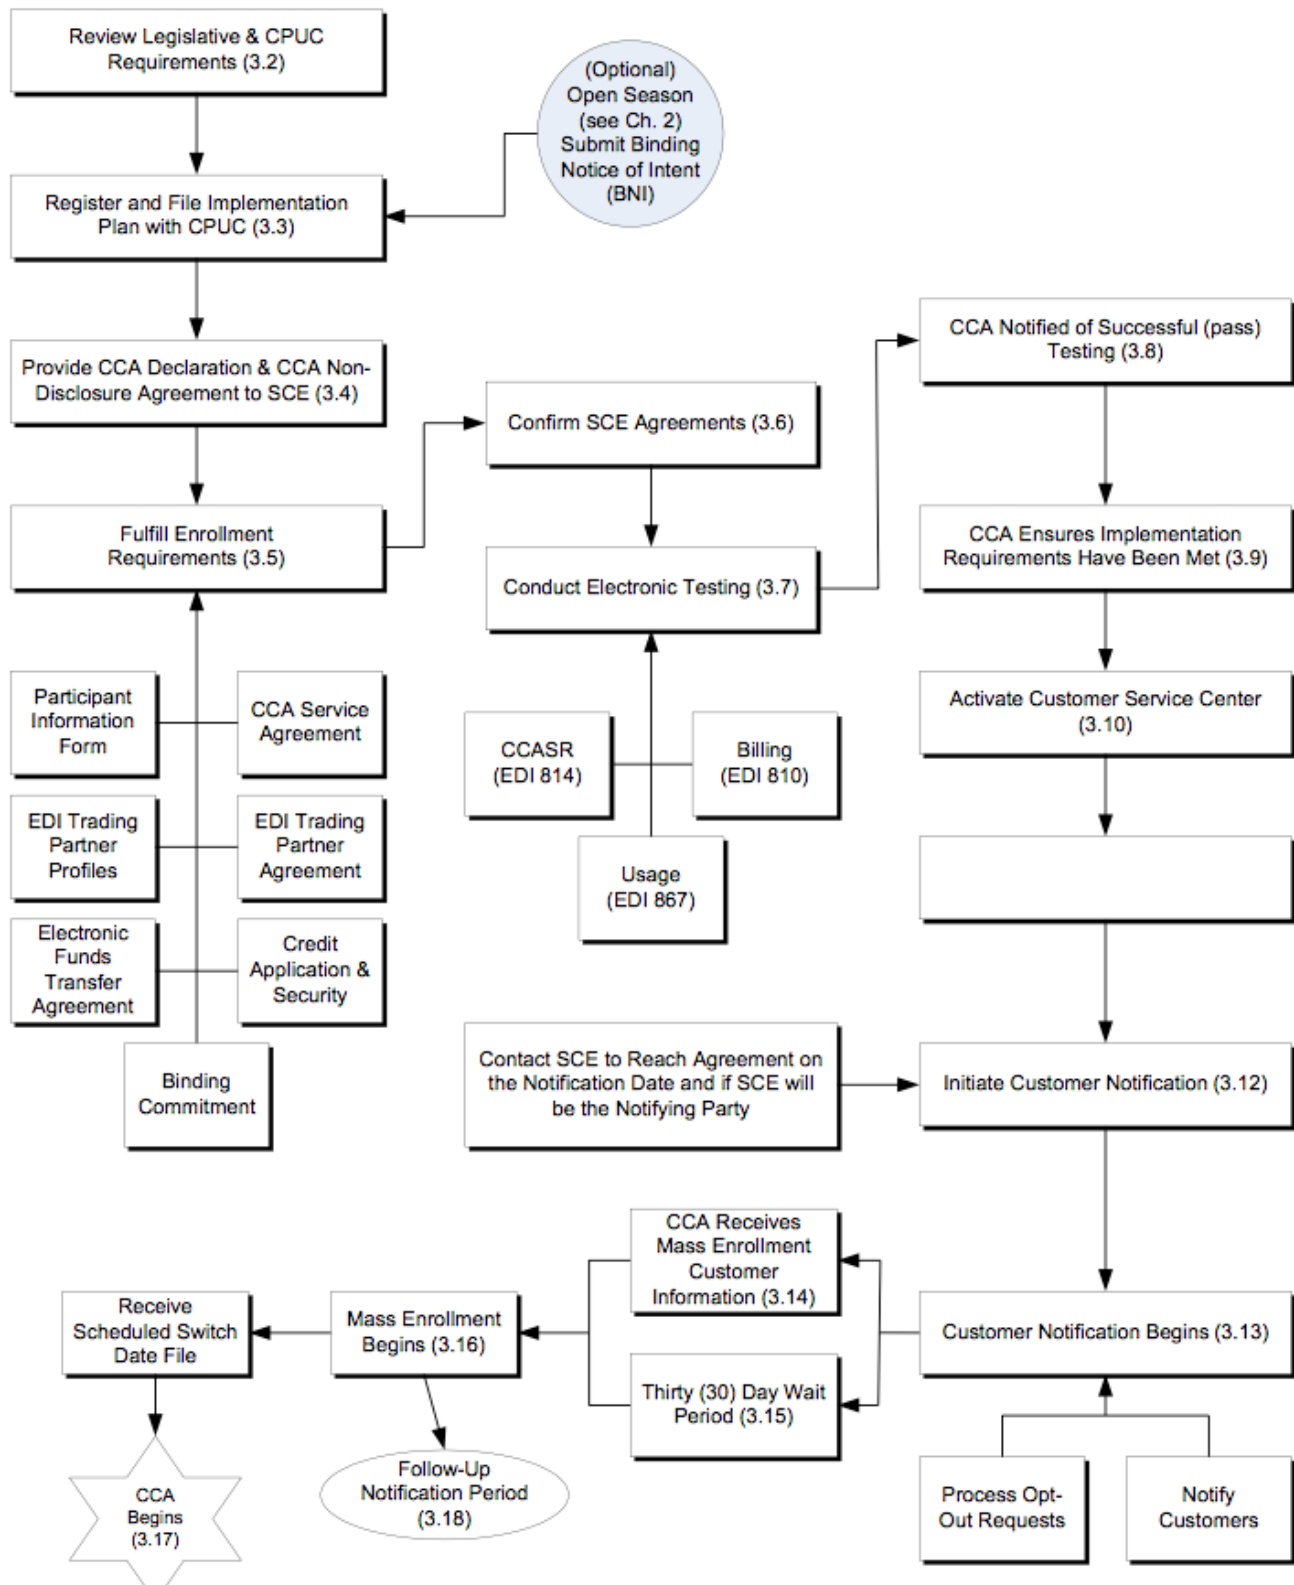 Review Legislative & CPUC
Requirements (3.2)
(Optional)
Open Season
(see Ch. 2)
Submit Binding
Notice of Intent
(BNI)
Register and File Implementation
Plan with CPUC (3.3)
Provide CCA Declaration & CCA Non-
Disclosure Agreement to SCE (3.4)
Fulfill Enrollment
Requirements (3.5)
Participant
Information
Form
CCA Service
Agreement
EDI Trading
Partner
Profiles
EDI Trading
Partner
Agreement
Electronic
Funds
Transfer
Agreement
Credit
Application &
Security
Binding
Commitment
Confirm SCE Agreements (3.6)
Conduct Electronic Testing (3.7)
CCASR
(EDI 814)
Billing
(EDI 810)
Usage
(EDI 867)
CCA Notified of Successful (pass)
Testing (3.8)
CCA Ensures Implementation
Requirements Have Been Met (3.9)
Activate Customer Service Center
(3.10)
Contact SCE to Reach Agreement on
the Notification Date and if SCE will
be the Notifying Party
Initiate Customer Notification (3.12)
Customer Notification Begins (3.13)
Process Opt-
Out Requests
Notify
Customers
CCA Receives
Mass Enrollment
Customer
Information (3.14)
Thirty (30) Day Wait
Period (3.15)
Mass Enrollment
Begins (3.16)
Follow-Up
Notification Period
(3.18)
Receive
Scheduled Switch
Date File
CCA
Begins
(3.17)